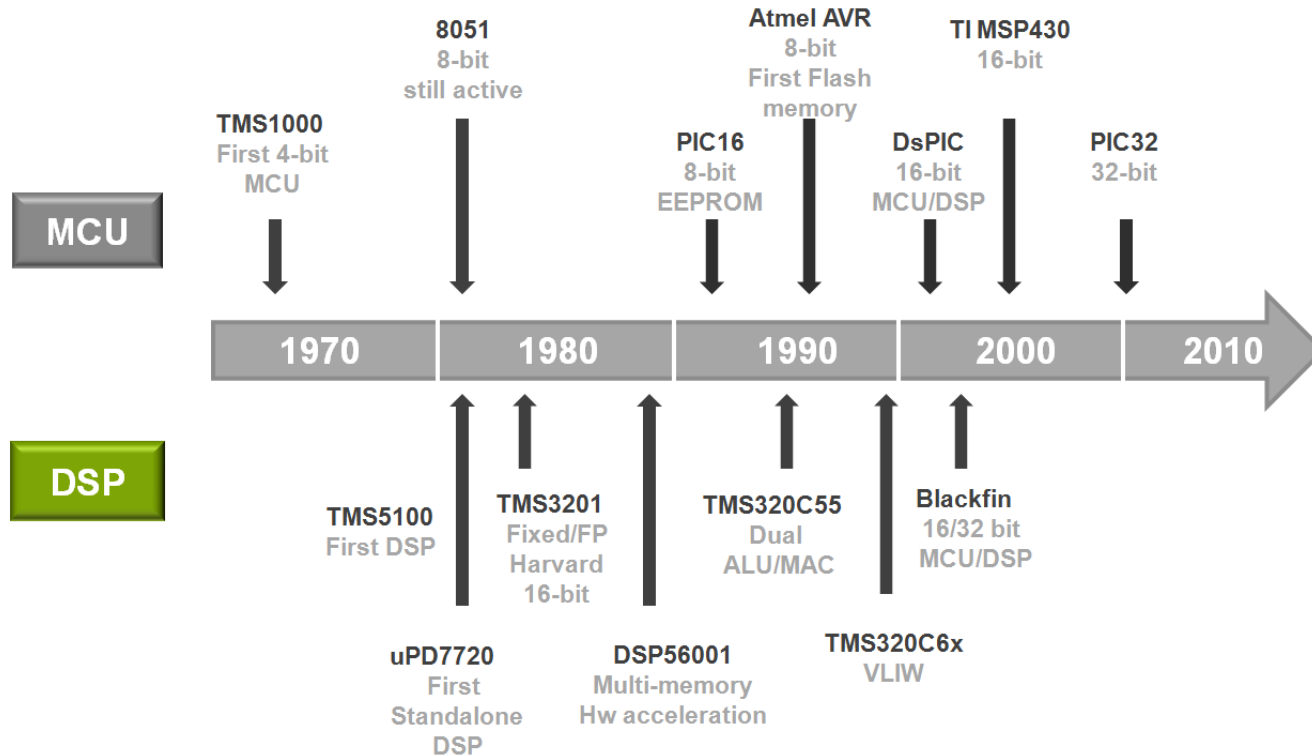 8051
8-bit
still active
Atmel AVR
8-bit
First Flash
memory
TI MSP430
16-bit
TMS1000
First 4-bit
MCU
PIC16
8-bit
EEPROM
DsPIC
16-bit
MCU/DSP
PIC32
32-bit
MCU
1970
1980
1990
2000
2010
DSP
TMS5100
First DSP
TMS3201
Fixed/FP
Harvard
16-bit
TMS320C55
Dual
ALU/MAC
Blackfin
16/32 bit
MCU/DSP
uPD7720
First
Standalone
DSP
DSP56001
Multi-memory
Hw acceleration
TMS320C6x
VLIW